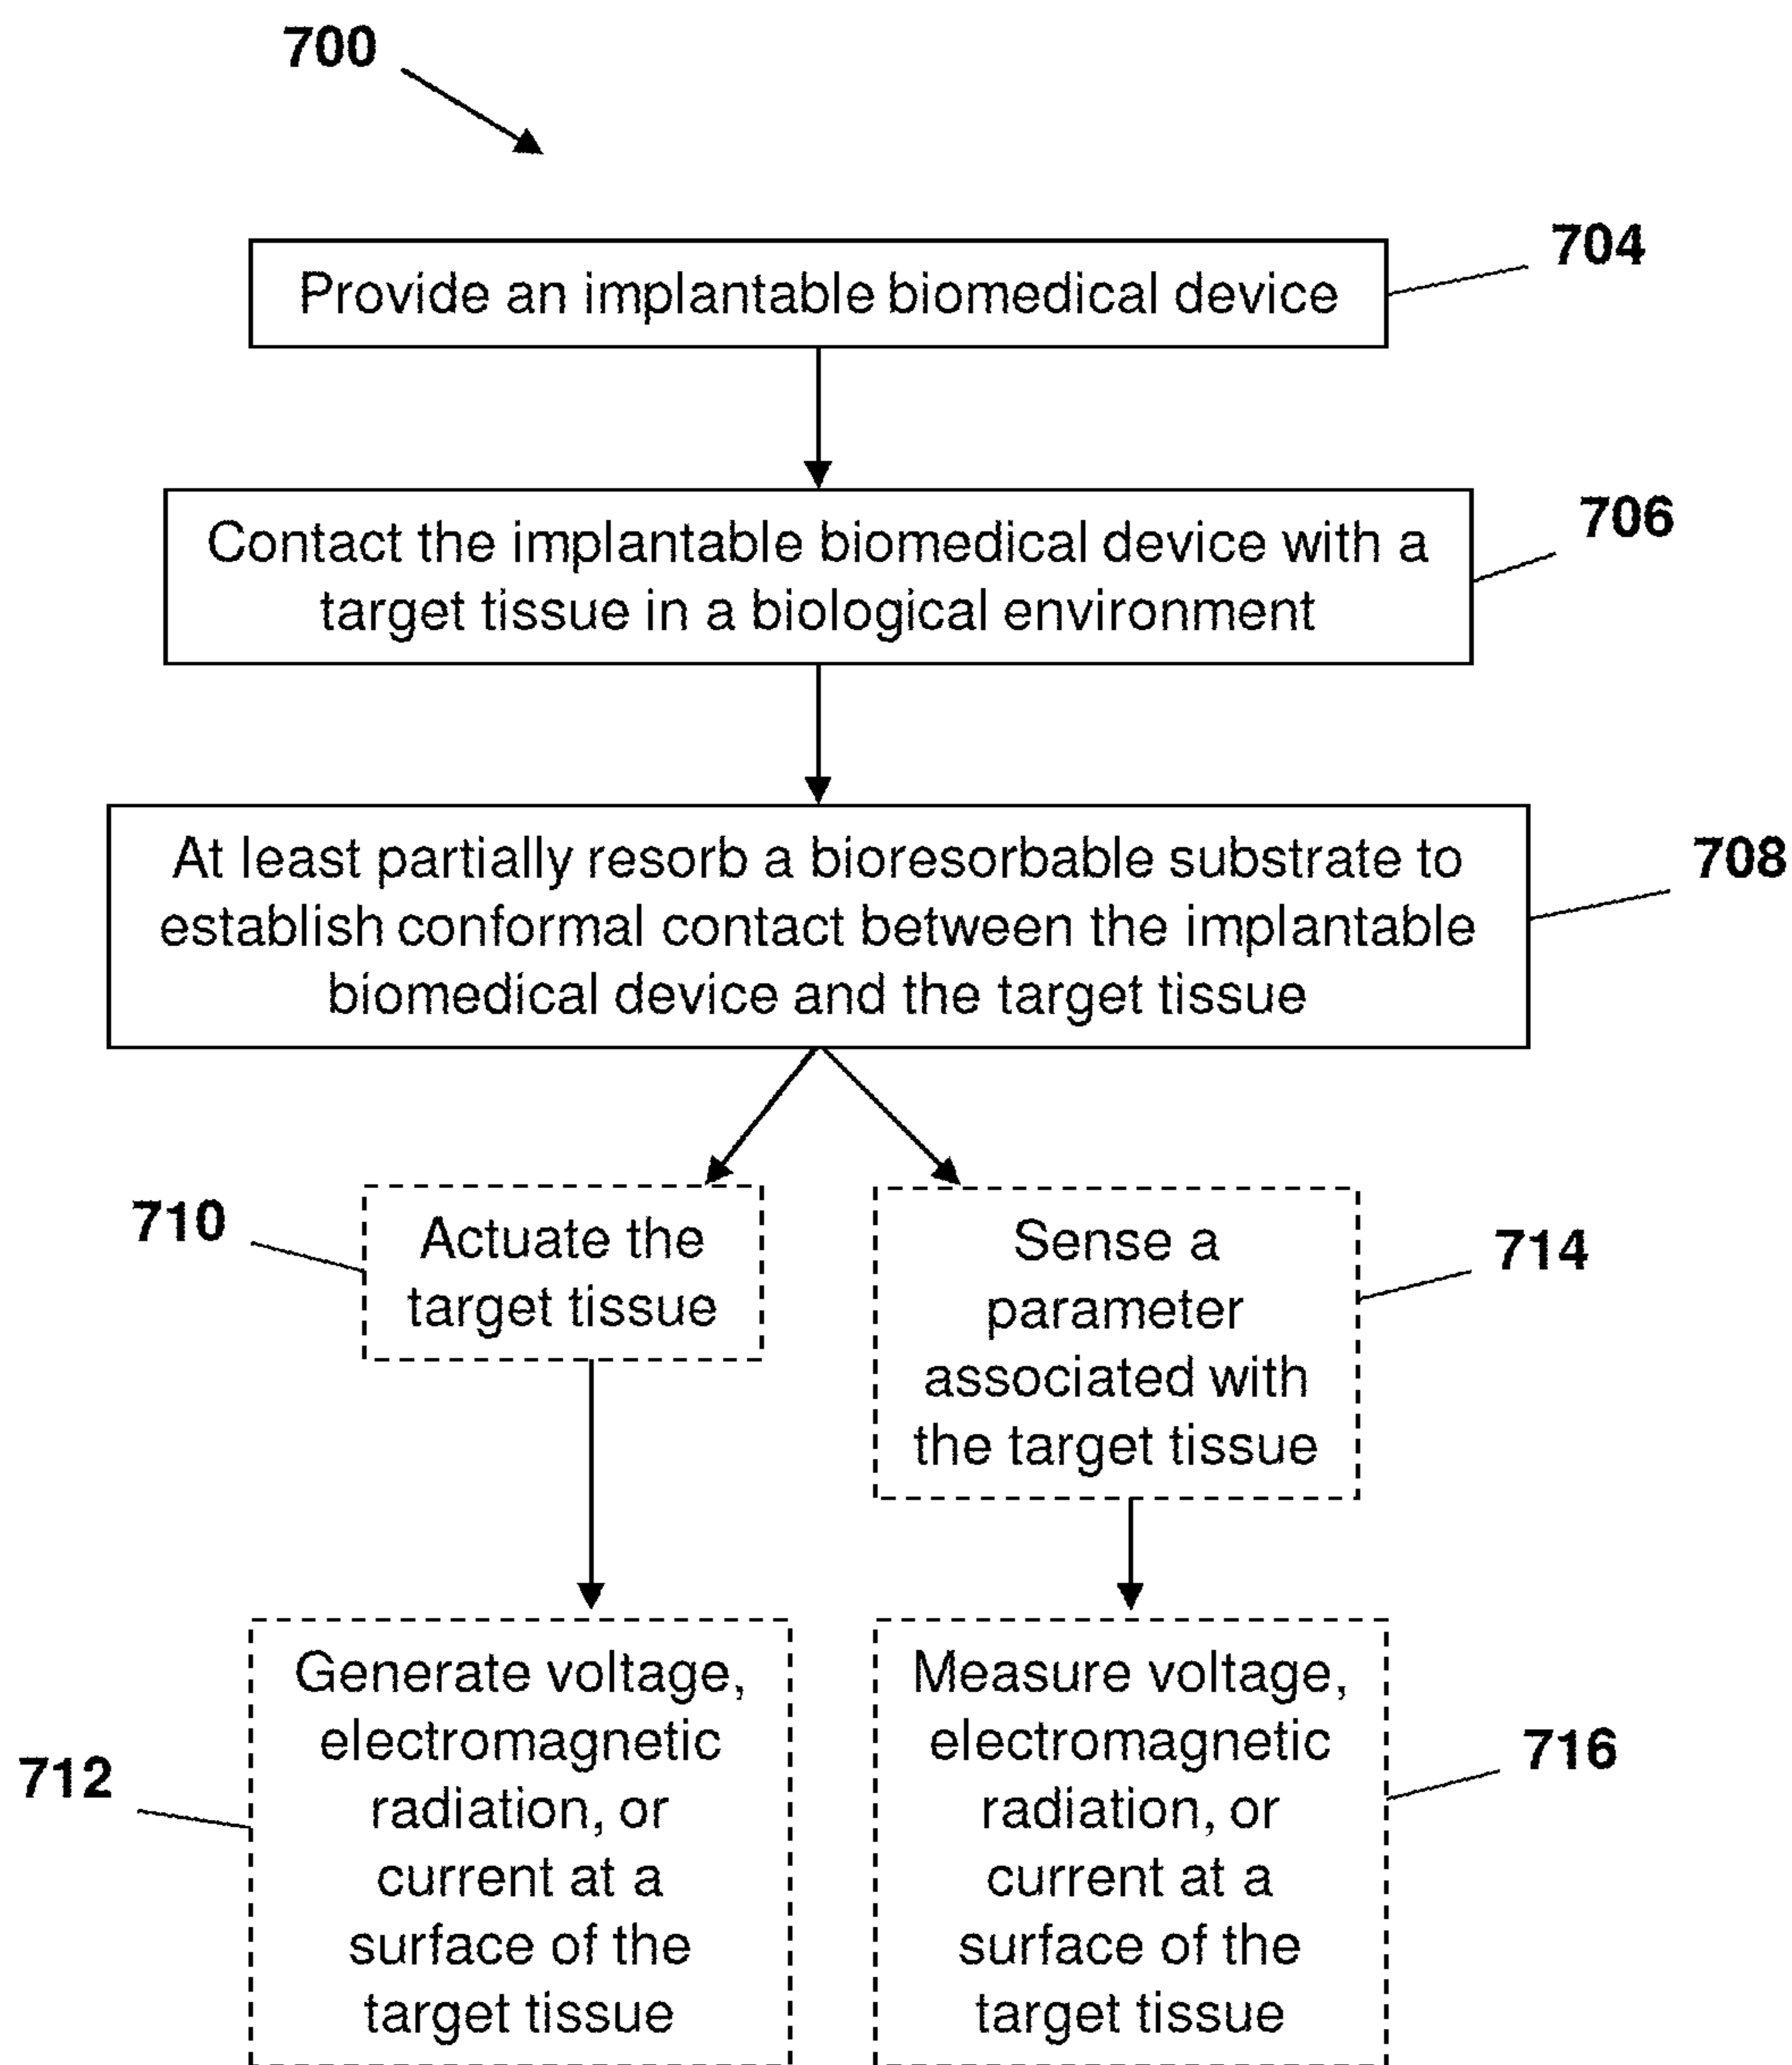 700
704
Provide an implantable biomedical device
706
Contact the implantable biomedical device with a
target tissue in a biological environment
708
At least partially resorb a bioresorbable substrate to
establish conformal contact between the implantable
biomedical device and the target tissue
710
Actuate the
target tissue
714
Sense a
parameter
associated with
the target tissue
712
Generate voltage,
electromagnetic
radiation, or
current at a
surface of the
target tissue
716
Measure voltage,
electromagnetic
radiation, or
current at a
surface of the
target tissue